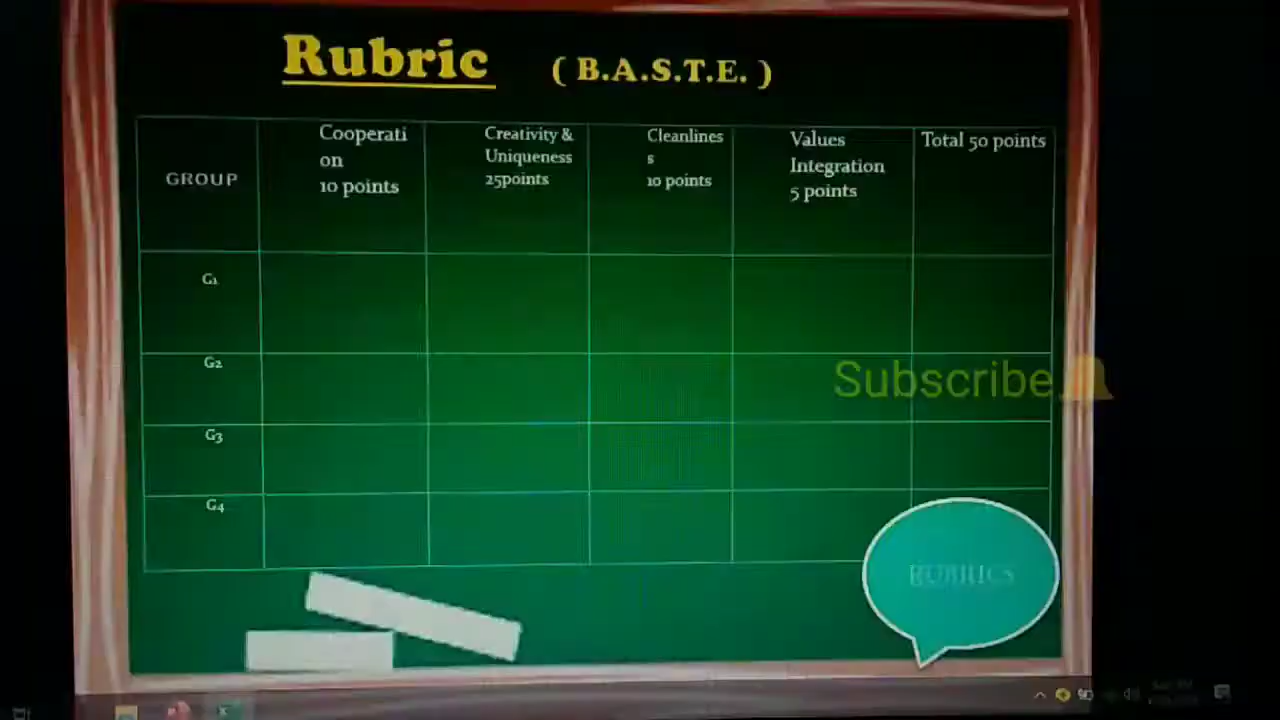 Rubric ( B.A.S.T.E. )
GROUP
Cooperati
on
10 points
Creativity &
Uniqueness
25points
Cleanlines
s
10 points
Values
Integration
5 points
Total 50 points
G1
G2
Subscribe
G3
G4
RUBRICS